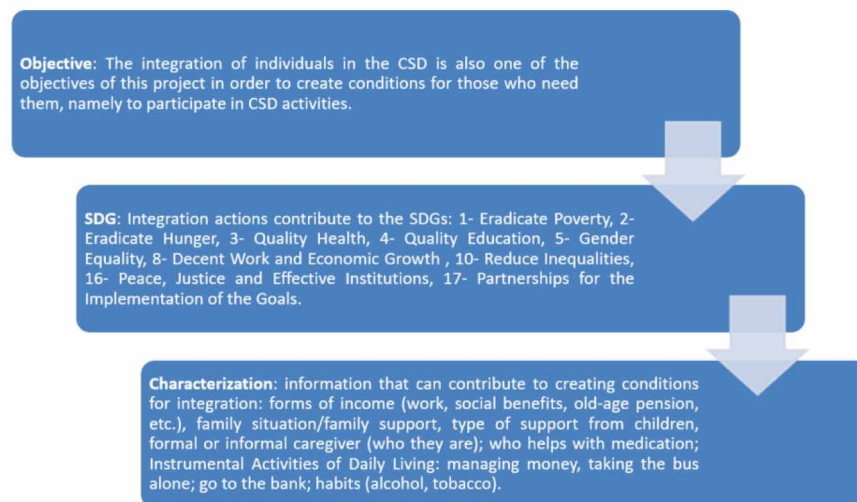 Objective: The integration of individuals in the CSD is also one of the
objectives of this project in order to create conditions for those who need
them, namely to participate in CSD activities.
SDG: Integration actions contribute to the SDGs: 1- Eradicate Poverty, 2-
Eradicate Hunger, 3- Quality Health, 4- Quality Education, 5- Gender
Equality, 8- Decent Work and Economic Growth , 10- Reduce Inequalities,
16- Peace, Justice and Effective Institutions, 17- Partnerships for the
Implementation of the Goals.
Characterization: information that can contribute to creating conditions
for integration: forms of income (work, social benefits, old-age pension,
etc.), family situation/family support, type of support from children,
formal or informal caregiver (who they are); who helps with medication;
Instrumental Activities of Daily Living: managing money, taking the bus
alone; go to the bank; habits (alcohol, tobacco).